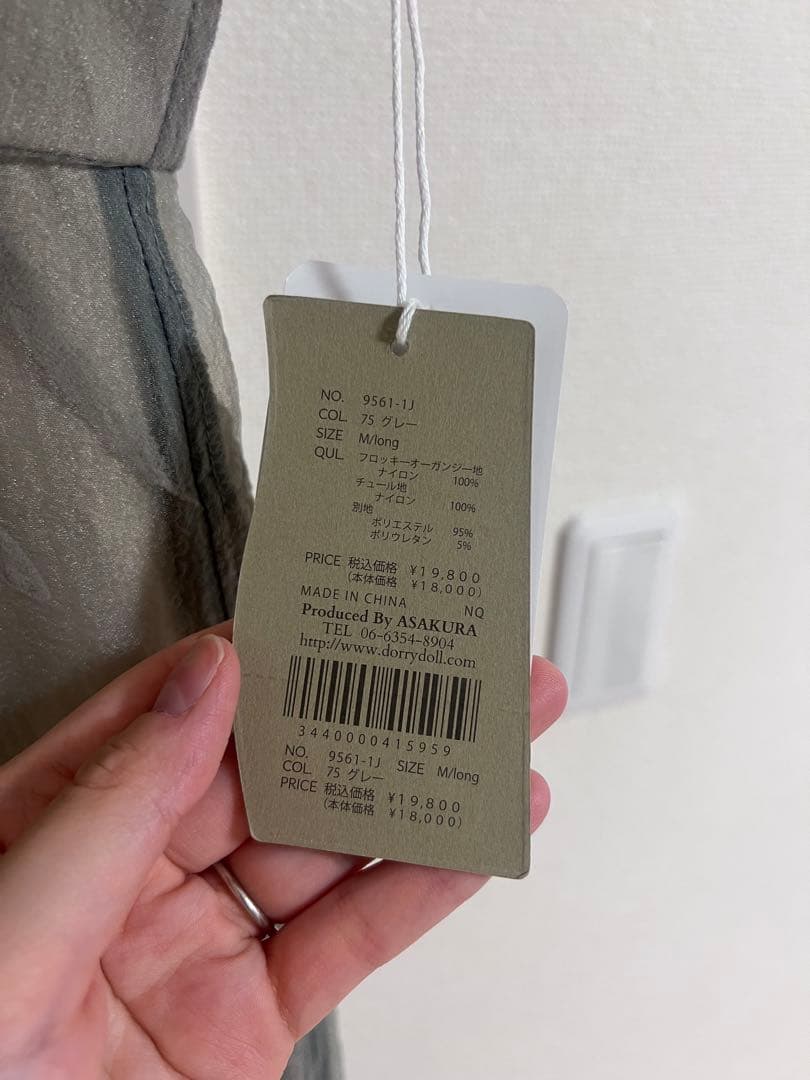 NO. 9561-1J
COL. 75 グレー
SIZE M/long
QUL. フロッキーオーガンジー地
ナイロン 100%
チュール地
ナイロン 100%
別地
ポリエステル 95%
ポリウレタン 5%
PRICE 税込価格 ¥19,800
(本体価格 ¥18,000)
MADE IN CHINA NQ
Produced By ASAKURA
TEL 06-6354-8904
http://www.dorrydoll.com
3440000415959
NO. 9561-1J SIZE M/long
COL. 75 グレー
PRICE 税込価格 ¥19,800
(本体価格 ¥18,000)